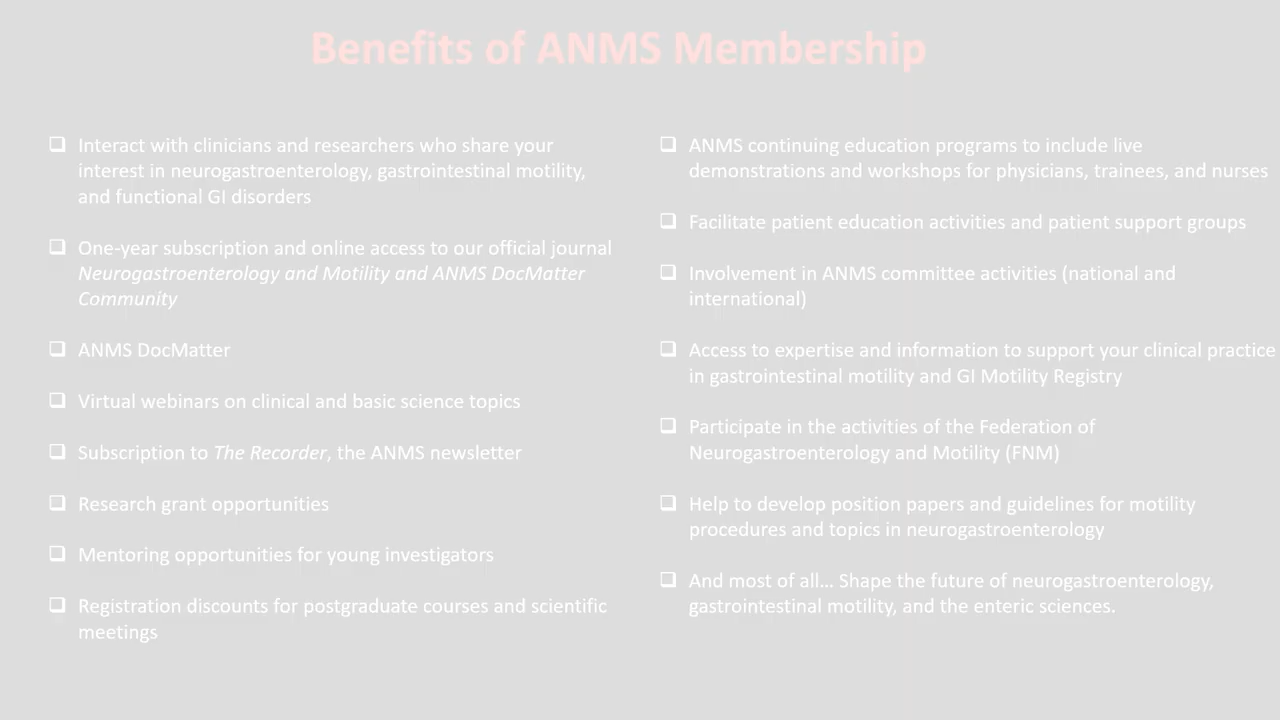 Benefits of ANMS Membership
❑ Interact with clinicians and researchers who share your
interest in neurogastroenterology, gastrointestinal motility,
and functional GI disorders
❑ One-year subscription and online access to our official journal
Neurogastroenterology and Motility and ANMS DocMatter
Community
❑ ANMS DocMatter
❑ Virtual webinars on clinical and basic science topics
❑ Subscription to The Recorder, the ANMS newsletter
❑ Research grant opportunities
❑ Mentoring opportunities for young investigators
❑ Registration discounts for postgraduate courses and scientific
meetings
❑ ANMS continuing education programs to include live
demonstrations and workshops for physicians, trainees, and nurses
❑ Facilitate patient education activities and patient support groups
❑ Involvement in ANMS committee activities (national and
international)
❑ Access to expertise and information to support your clinical practice
in gastrointestinal motility and GI Motility Registry
❑ Participate in the activities of the Federation of
Neurogastroenterology and Motility (FNM)
❑ Help to develop position papers and guidelines for motility
procedures and topics in neurogastroenterology
❑ And most of all… Shape the future of neurogastroenterology,
gastrointestinal motility, and the enteric sciences.